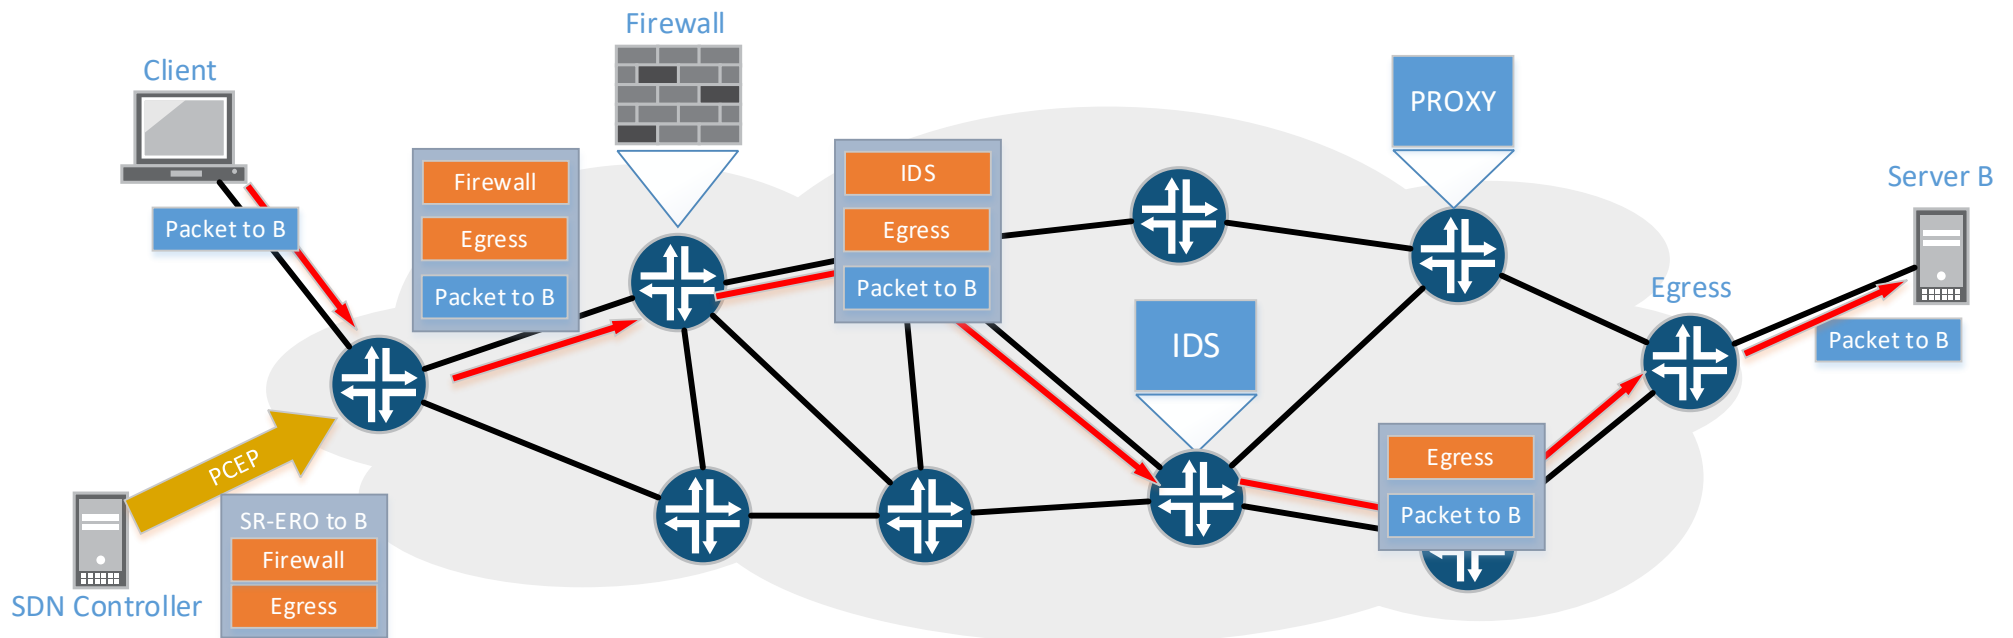 Firewall
Client
PROXY
Firewall
Egress
Packet to B
IDS
Egress
Packet to B
Server B
Packet to B
Egress
IDS
Packet to B
PCEP
Egress
Packet to B
SR-ERO to B
Firewall
Egress
SDN Controller